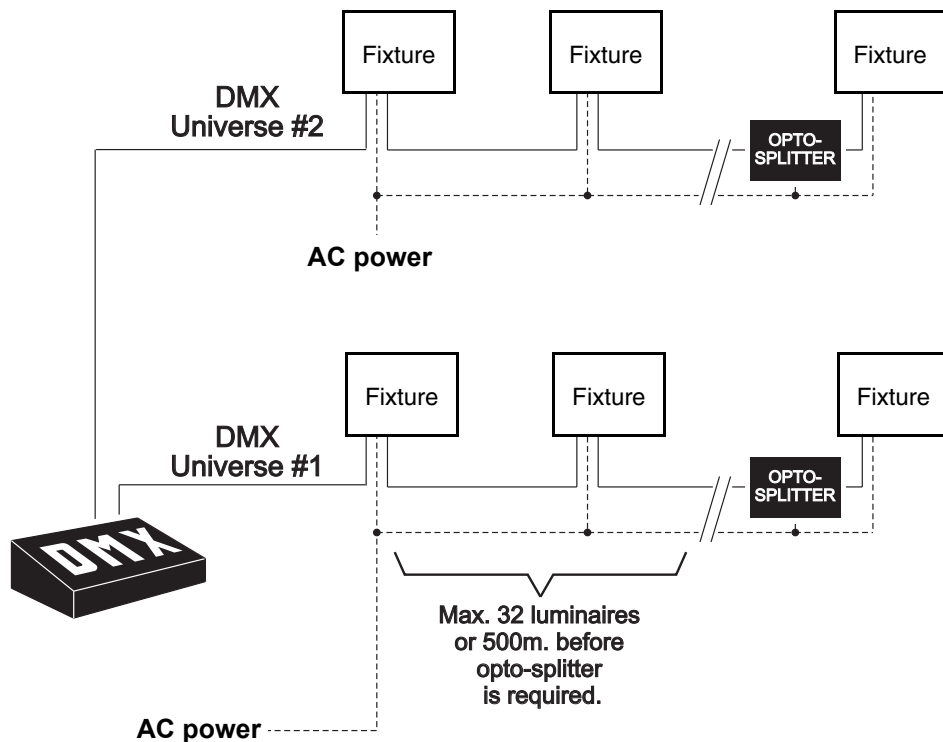 Fixture
Fixture
Fixture
DMX
Universe #2
OPTO-
SPLITTER
AC power
Fixture
Fixture
Fixture
DMX
Universe #1
OPTO-
SPLITTER
DMX
Max. 32 luminaires
or 500m. before
opto-splitter
is required.
AC power